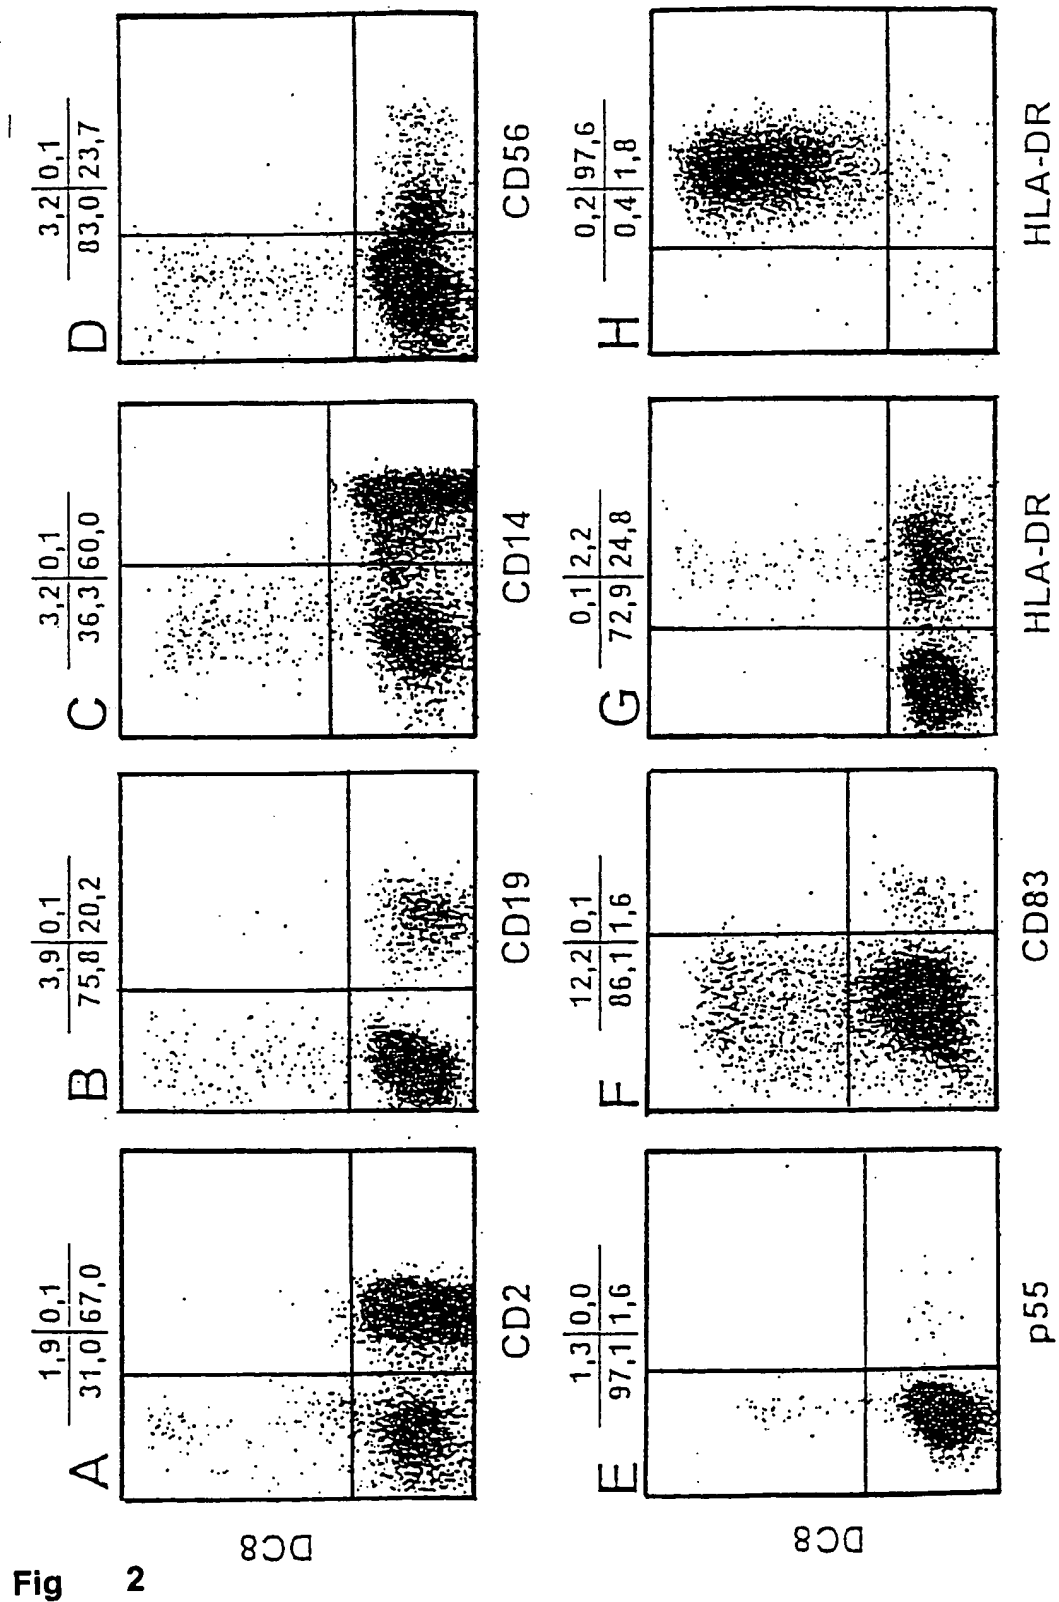 A
1,9|0,1
31,0|67,0
CD2
B
3,9|0,1
75,8|20,2
CD19
C
3,2|0,1
36,3|60,0
CD14
D
3,2|0,1
83,0|23,7
CD56
DC8
E
1,3|0,0
97,1|1,6
p55
F
12,2|0,1
86,1|1,6
CD83
G
0,1|2,2
72,9|24,8
HLA-DR
H
0,2|97,6
0,4|1,8
HLA-DR
DC8
Fig 2